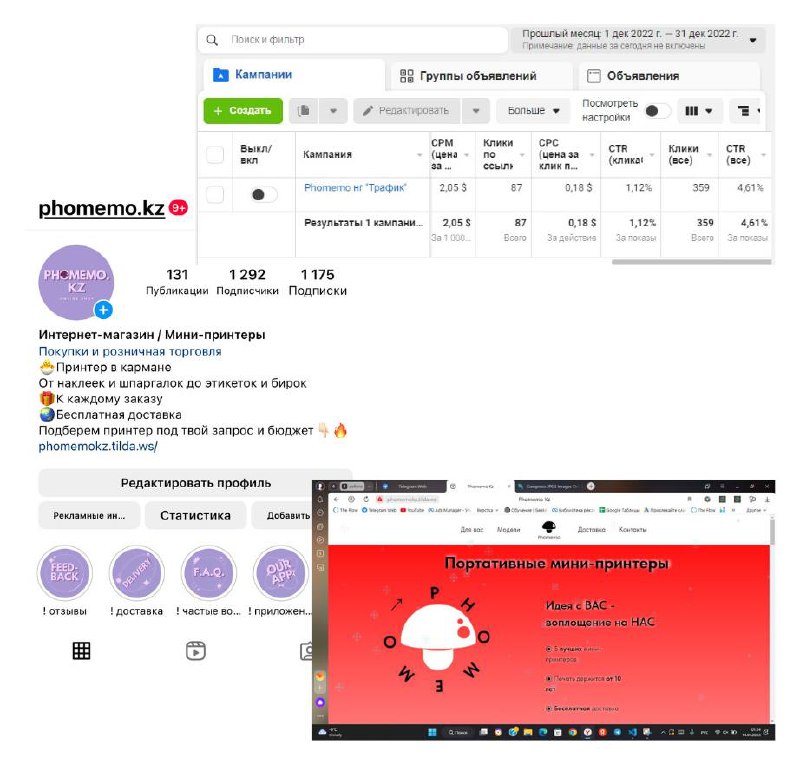 Поиск и фильтр
Прошлый месяц: 1 дек 2022 г. — 31 дек 2022 г.
Примечание: данные за сегодня не включены
Кампании
Группы объявлений
Объявления
+ Создать
Редактировать
Больше
Посмотреть
настройки
Выкл/
вкл
Кампания
CPM
(цена
за ...
Клики
по
CPC
(цена за
клик п...
CTR
Клики
(все)
CTR
(все)
Phomemo нг "Трафик"
2,05 $
87
0,18 $
1,12%
359
4,61%
Результаты 1 кампани...
2,05 $
87
0,18 $
1,12%
359
4,61%
За 1 000...
Всего
За действие
За показы
Всего
За показы
phomemo.kz 9+
PHOMEMO.
KZ
131
1 292
1 175
Публикации
Подписчики
Подписки
Интернет-магазин / Мини-принтеры
Покупки и розничная торговля
Принтер в кармане
От наклеек и шпаргалок до этикеток и бирок
К каждому заказу
Бесплатная доставка
Подберем принтер под твой запрос и бюджет
phomemokz.tilda.ws/
Редактировать профиль
Рекламные ин...
Статистика
Добавить
FEED-
BACK
DELIVERY
F.A.Q.
OUR
APP!
! отзывы
! доставка
! частые во...
! приложен...
Telegram Web
Phomemo Kz
Phomemo Kz
YouTube
Google Таблицы
Для вас
Модели
Phomemo
Доставка
Контакты
Портативные мини-принтеры
PHOMEMO
Идея с ВАС -
воплощение на НАС
принтеров
Печать держится от 10
лет
Бесплатная доставка
Поиск